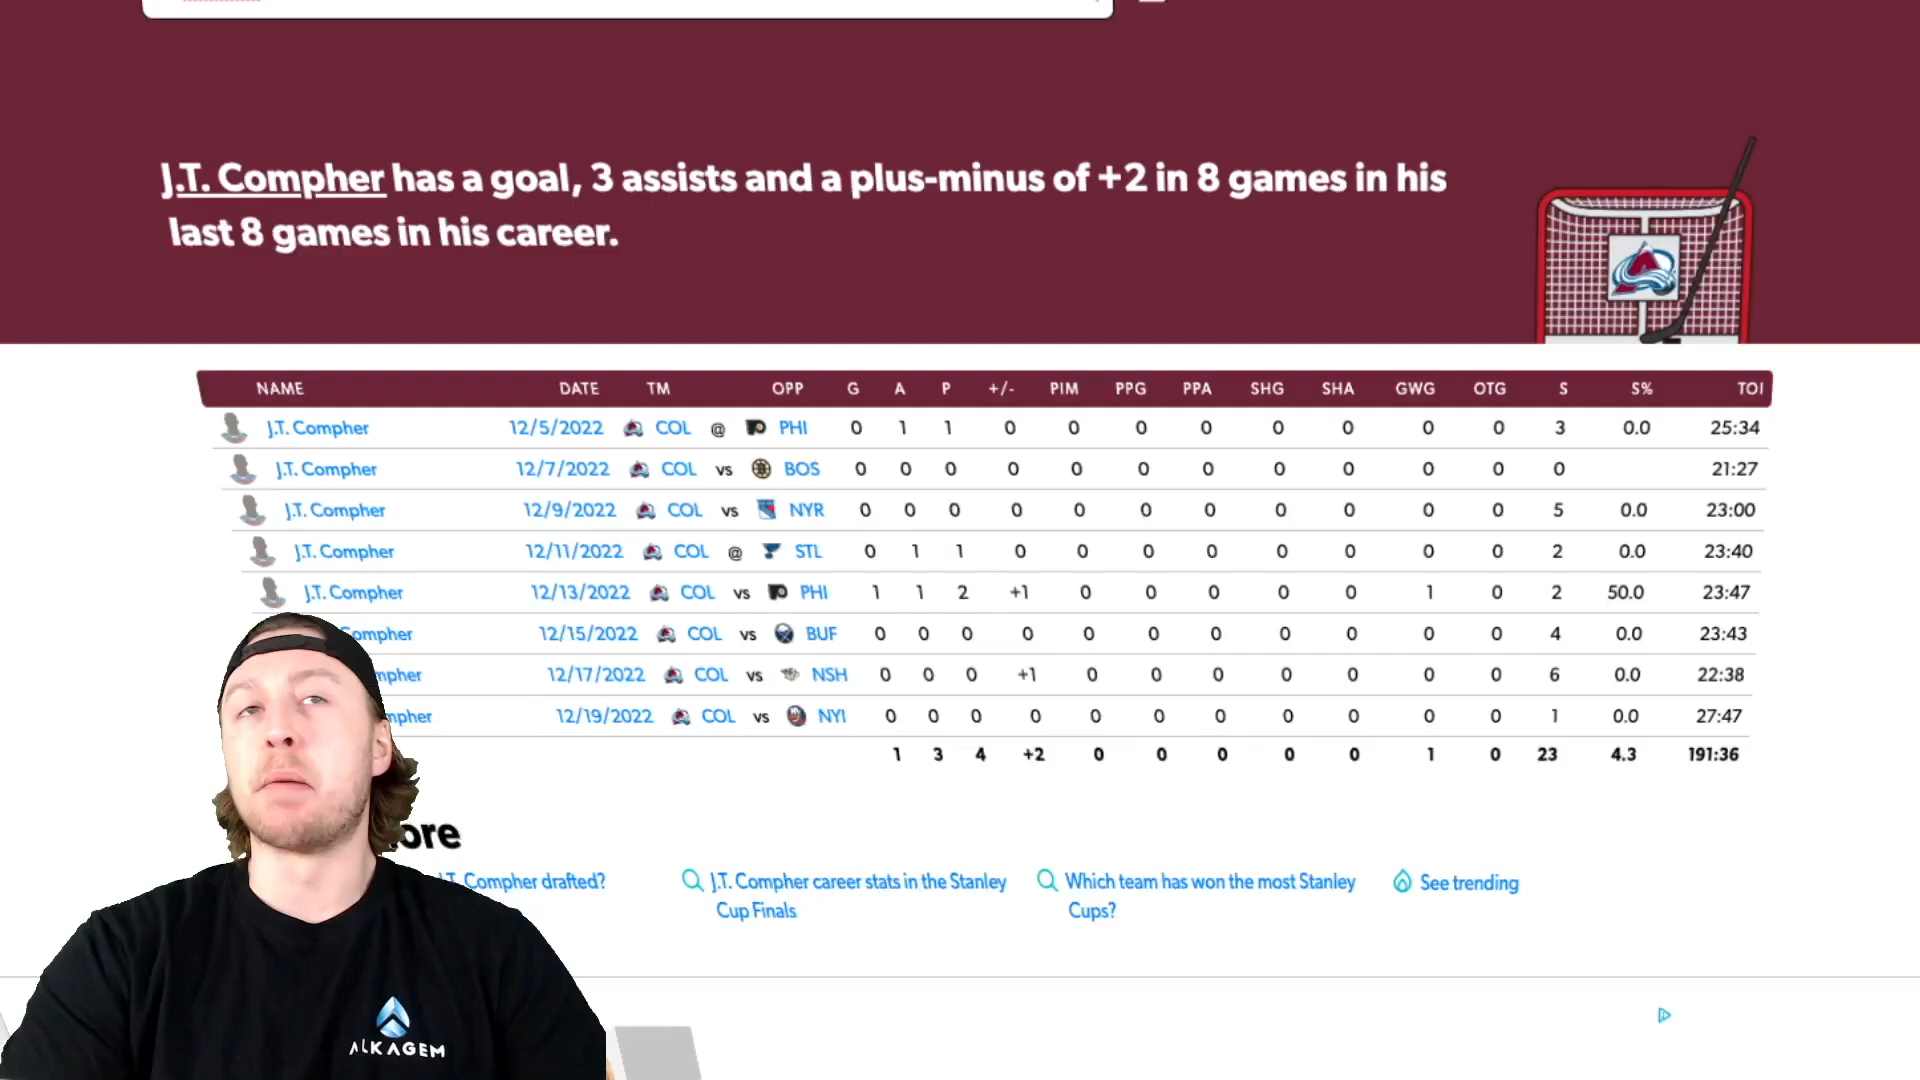 J.T. Compher has a goal, 3 assists and a plus-minus of +2 in 8 games in his
last 8 games in his career.
NAME DATE TM OPP G A P +/- PIM PPG PPA SHG SHA GWG OTG S S% TOI
J.T. Compher 12/5/2022 COL @ PHI 0 1 1 0 0 0 0 0 0 0 0 3 0.0 25:34
J.T. Compher 12/7/2022 COL vs BOS 0 0 0 0 0 0 0 0 0 0 0 0 21:27
J.T. Compher 12/9/2022 COL vs NYR 0 0 0 0 0 0 0 0 0 0 0 5 0.0 23:00
J.T. Compher 12/11/2022 COL @ STL 0 1 1 0 0 0 0 0 0 0 0 2 0.0 23:40
J.T. Compher 12/13/2022 COL vs PHI 1 1 2 +1 0 0 0 0 0 1 0 2 50.0 23:47
ompher 12/15/2022 COL vs BUF 0 0 0 0 0 0 0 0 0 0 0 4 0.0 23:43
mpher 12/17/2022 COL vs NSH 0 0 0 +1 0 0 0 0 0 0 0 6 0.0 22:38
mpher 12/19/2022 COL vs NYI 0 0 0 0 0 0 0 0 0 0 0 1 0.0 27:47
1 3 4 +2 0 0 0 0 0 1 0 23 4.3 191:36
ore
J.T. Compher drafted?
J.T. Compher career stats in the Stanley
Cup Finals
Which team has won the most Stanley
Cups?
See trending
ALKAGEM